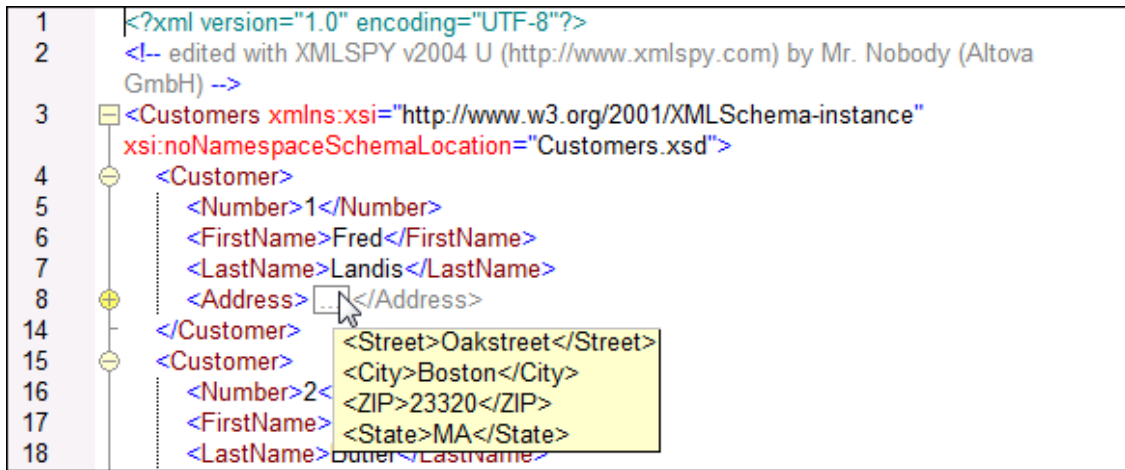 1 <?xml version="1.0" encoding="UTF-8"?>
2 <!-- edited with XMLSPY v2004 U (http://www.xmlspy.com) by Mr. Nobody (Altova
GmbH) -->
3 <Customers xmlns:xsi="http://www.w3.org/2001/XMLSchema-instance"
xsi:noNamespaceSchemaLocation="Customers.xsd">
4 <Customer>
5 <Number>1</Number>
6 <FirstName>Fred</FirstName>
7 <LastName>Landis</LastName>
8 <Address> ... </Address>
14 </Customer>
<Street>Oakstreet</Street>
15 <Customer>
<City>Boston</City>
16 <Number>2<
<ZIP>23320</ZIP>
17 <FirstName>
<State>MA</State>
18 <LastName>Butler</LastName>